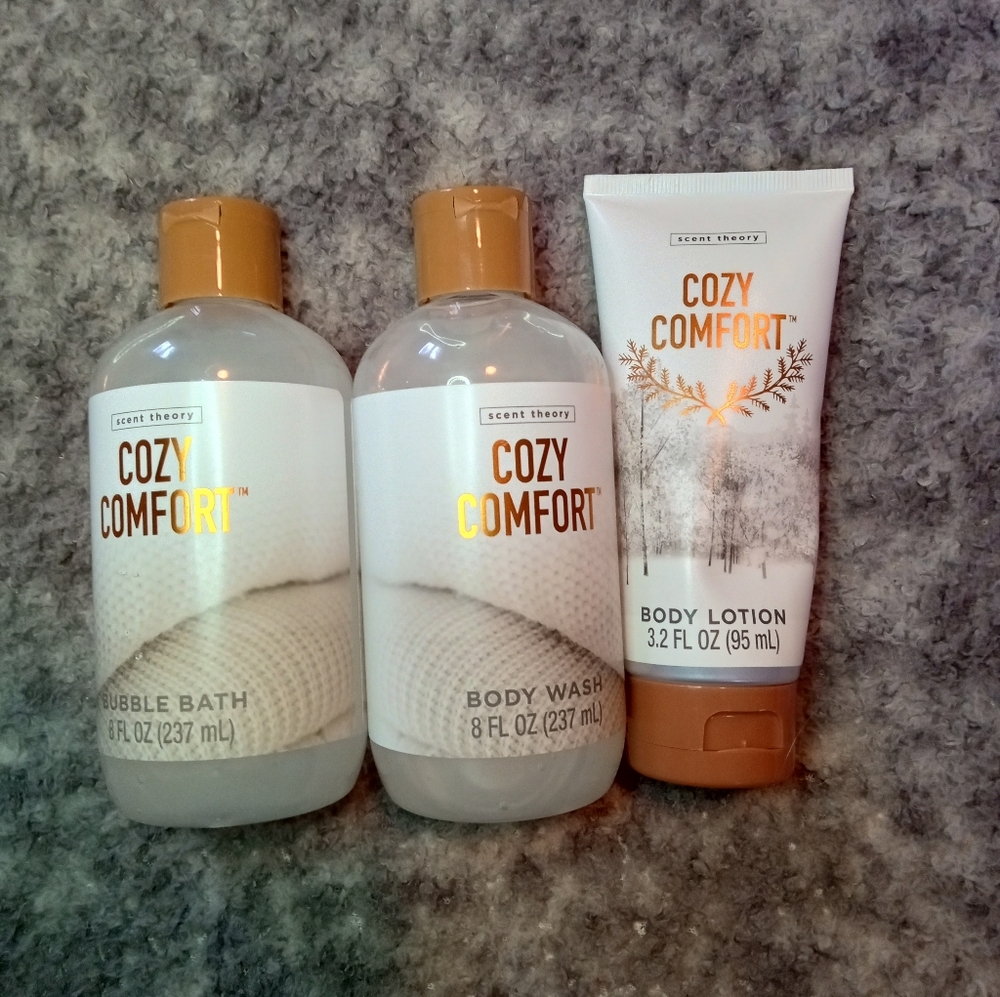 scent theory
COZY
COMFORT™
BUBBLE BATH
8 FL OZ (237 mL)
scent theory
COZY
COMFORT™
BODY WASH
8 FL OZ (237 mL)
scent theory
COZY
COMFORT™
BODY LOTION
3.2 FL OZ (95 mL)